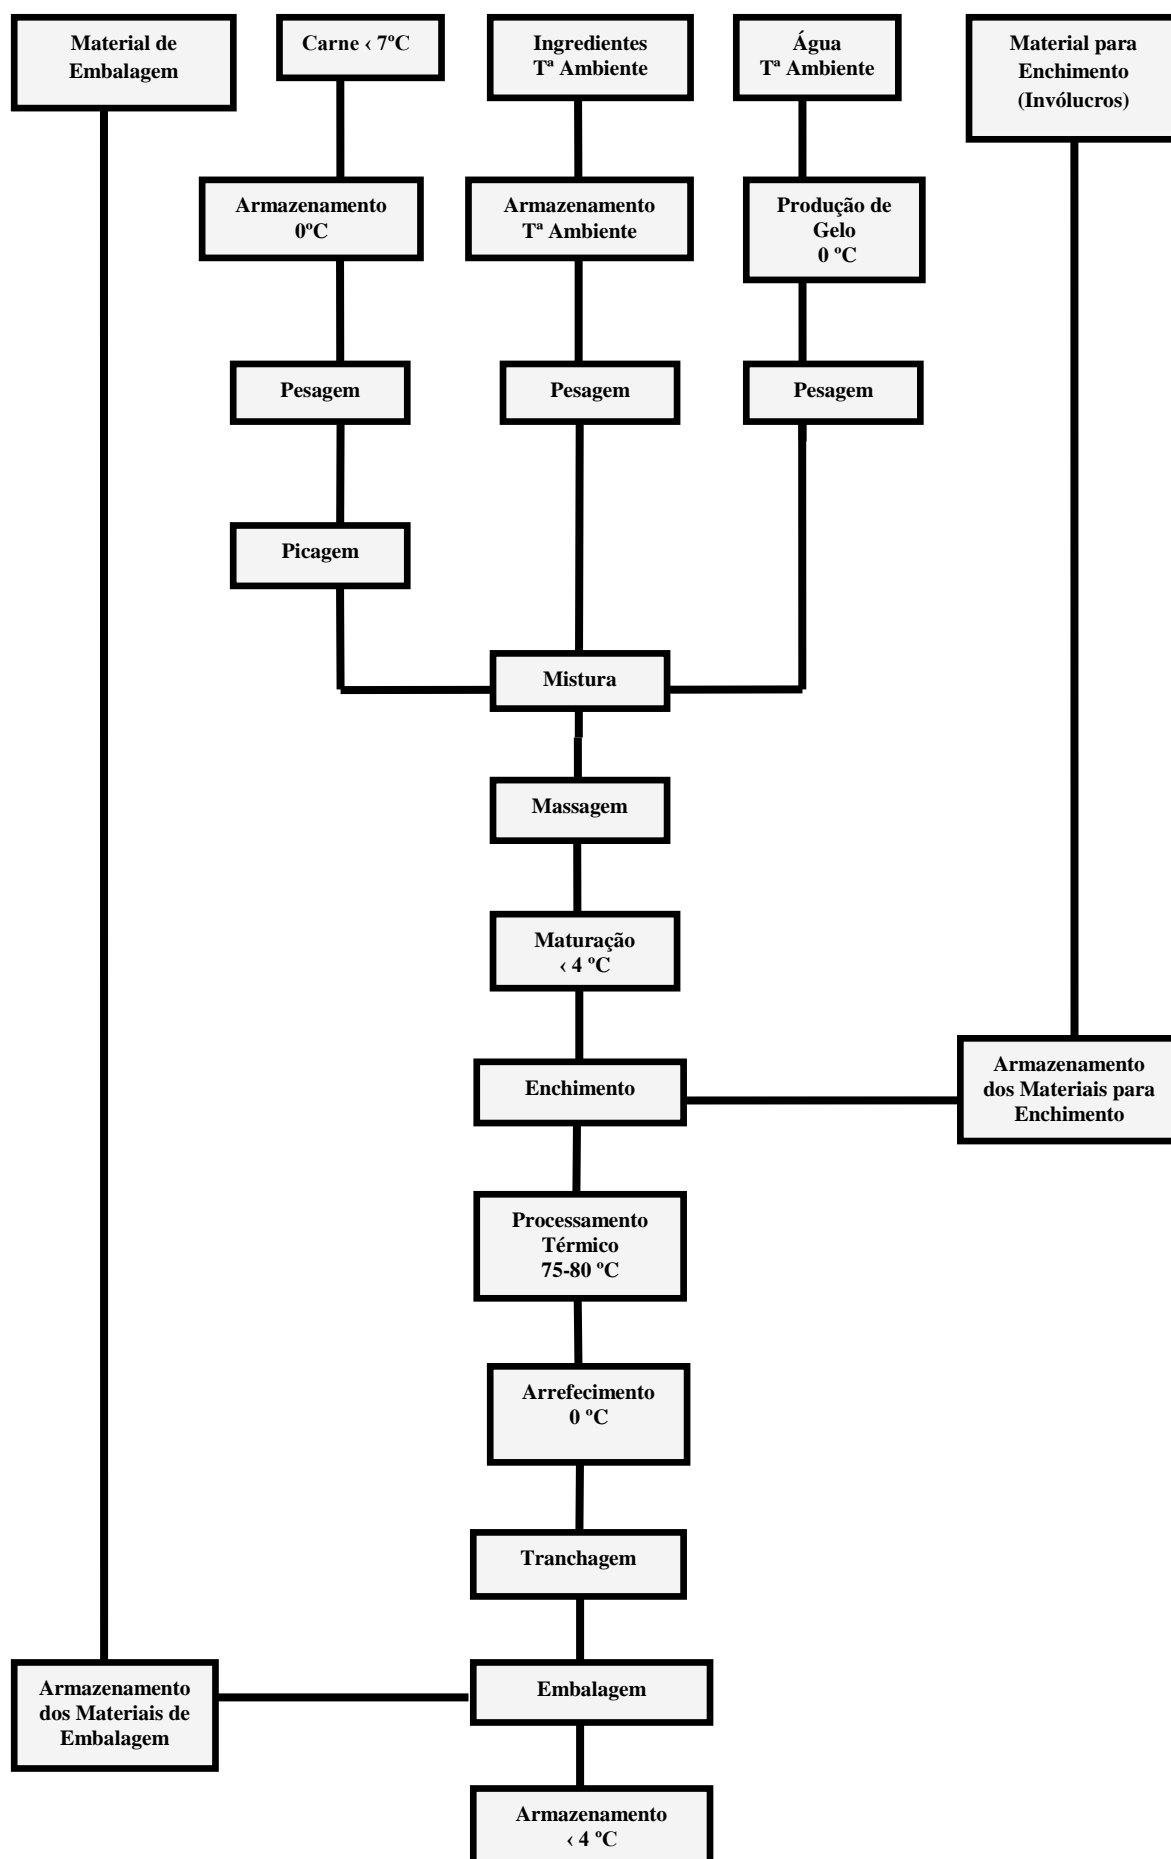 Material de
Embalagem
Carne ‹ 7ºC
Ingredientes
Tª Ambiente
Água
Tª Ambiente
Material para
Enchimento
(Invólucros)
Armazenamento
0ºC
Armazenamento
Tª Ambiente
Produção de
Gelo
0 ºC
Pesagem
Pesagem
Pesagem
Picagem
Mistura
Massagem
Maturação
‹ 4 ºC
Enchimento
Armazenamento
dos Materiais para
Enchimento
Processamento
Térmico
75-80 ºC
Arrefecimento
0 ºC
Tranchagem
Armazenamento
dos Materiais de
Embalagem
Embalagem
Armazenamento
‹ 4 ºC